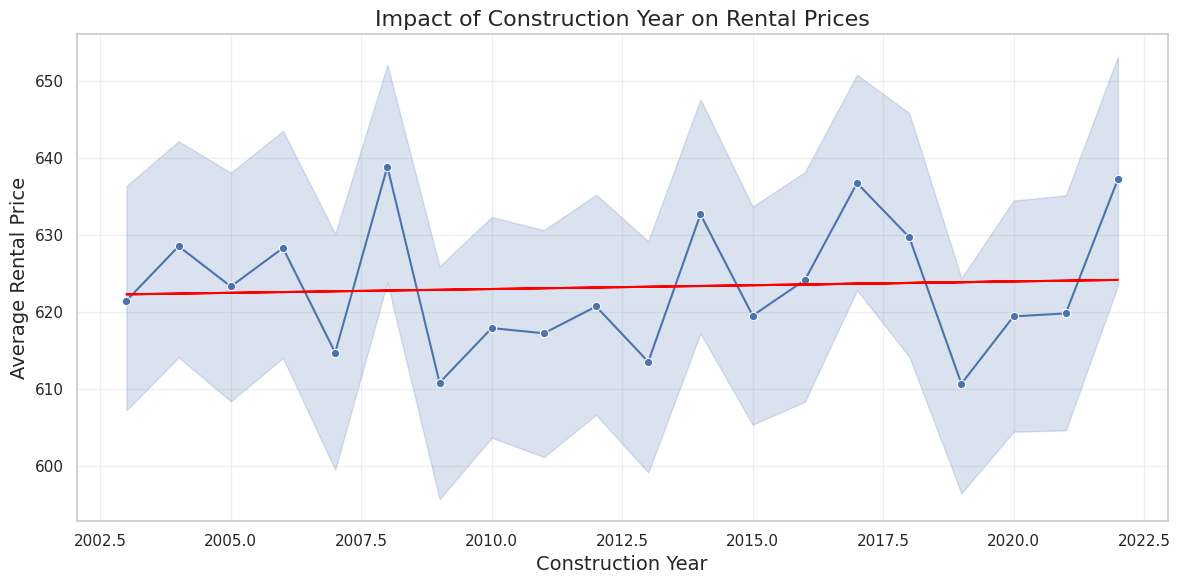 Impact of Construction Year on Rental Prices
Average Rental Price
650
640
630
620
610
600
2002.5 2005.0 2007.5 2010.0 2012.5 2015.0 2017.5 2020.0 2022.5
Construction Year